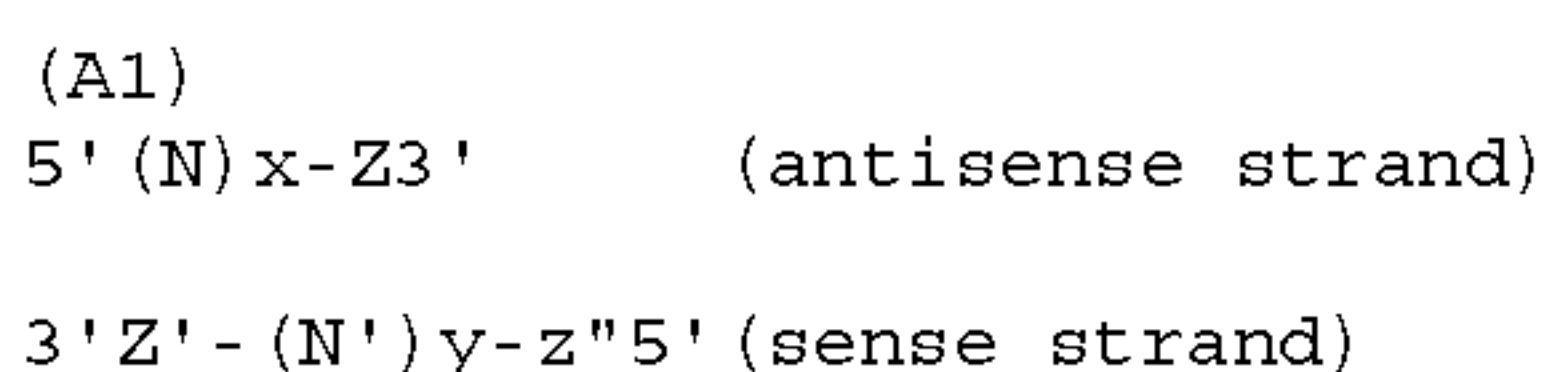 (A1)
5' (N)x-Z3' (antisense strand)
3'Z'-(N')y-z"5' (sense strand)